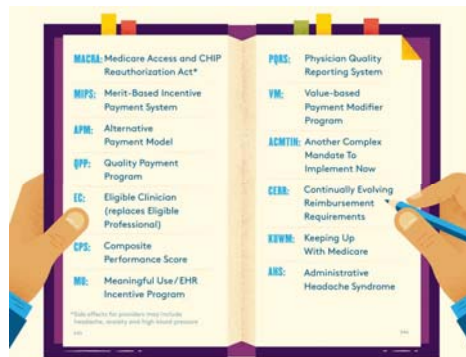 MACRA: Medicare Access and CHIP
Reauthorization Act*
MIPS: Merit-Based Incentive
Payment System
APM: Alternative
Payment Model
QPP: Quality Payment
Program
EC: Eligible Clinician
(replaces Eligible
Professional)
CPS: Composite
Performance Score
MU: Meaningful Use/EHR
Incentive Program
*Side effects for providers may include
headache, anxiety and high blood pressure
PQRS: Physician Quality
Reporting System
VM: Value-based
Payment Modifier
Program
ACMTIN: Another Complex
Mandate To
Implement Now
CERR: Continually Evolving
Reimbursement
Requirements
KUWM: Keeping Up
With Medicare
AHS: Administrative
Headache Syndrome